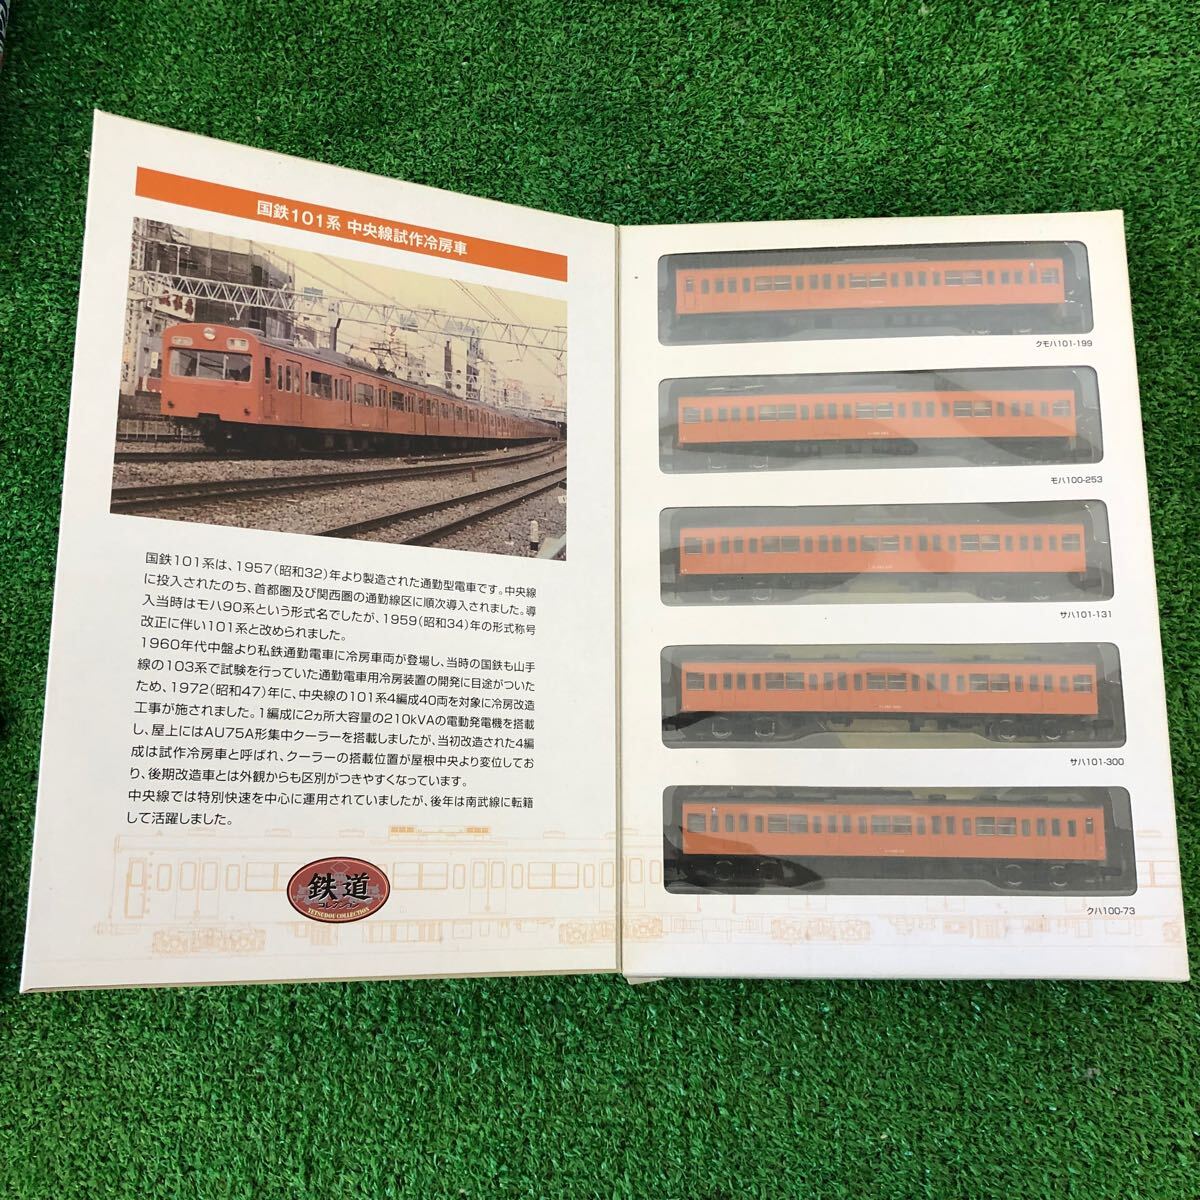 国鉄101系 中央線試作冷房車
国鉄101系は、1957(昭和32)年より製造された通勤型電車です。中央線
に投入されたのち、首都圏及び関西圏の通勤線区に順次導入されました。導
入当時はモハ90系という形式名でしたが、1959(昭和34)年の形式称号
改正に伴い101系と改められました。
1960年代中盤より私鉄通勤電車に冷房車両が登場し、当時の国鉄も山手
線の103系で試験を行っていた通勤電車用冷房装置の開発に目途がついた
ため、1972(昭和47)年に、中央線の101系4編成40両を対象に冷房改造
工事が施されました。1編成に2ヵ所大容量の210kVAの電動発電機を搭載
し、屋上にはAU75A形集中クーラーを搭載しましたが、当初改造された4編
成は試作冷房車と呼ばれ、クーラーの搭載位置が屋根中央より変位してお
り、後期改造車とは外観からも区別がつきやすくなっています。
中央線では特別快速を中心に運用されていましたが、後年は南武線に転籍
して活躍しました。
鉄道
コレクション
TETSUDOU COLLECTION
クモハ101-199
モハ100-253
サハ101-131
サハ101-300
クハ100-73